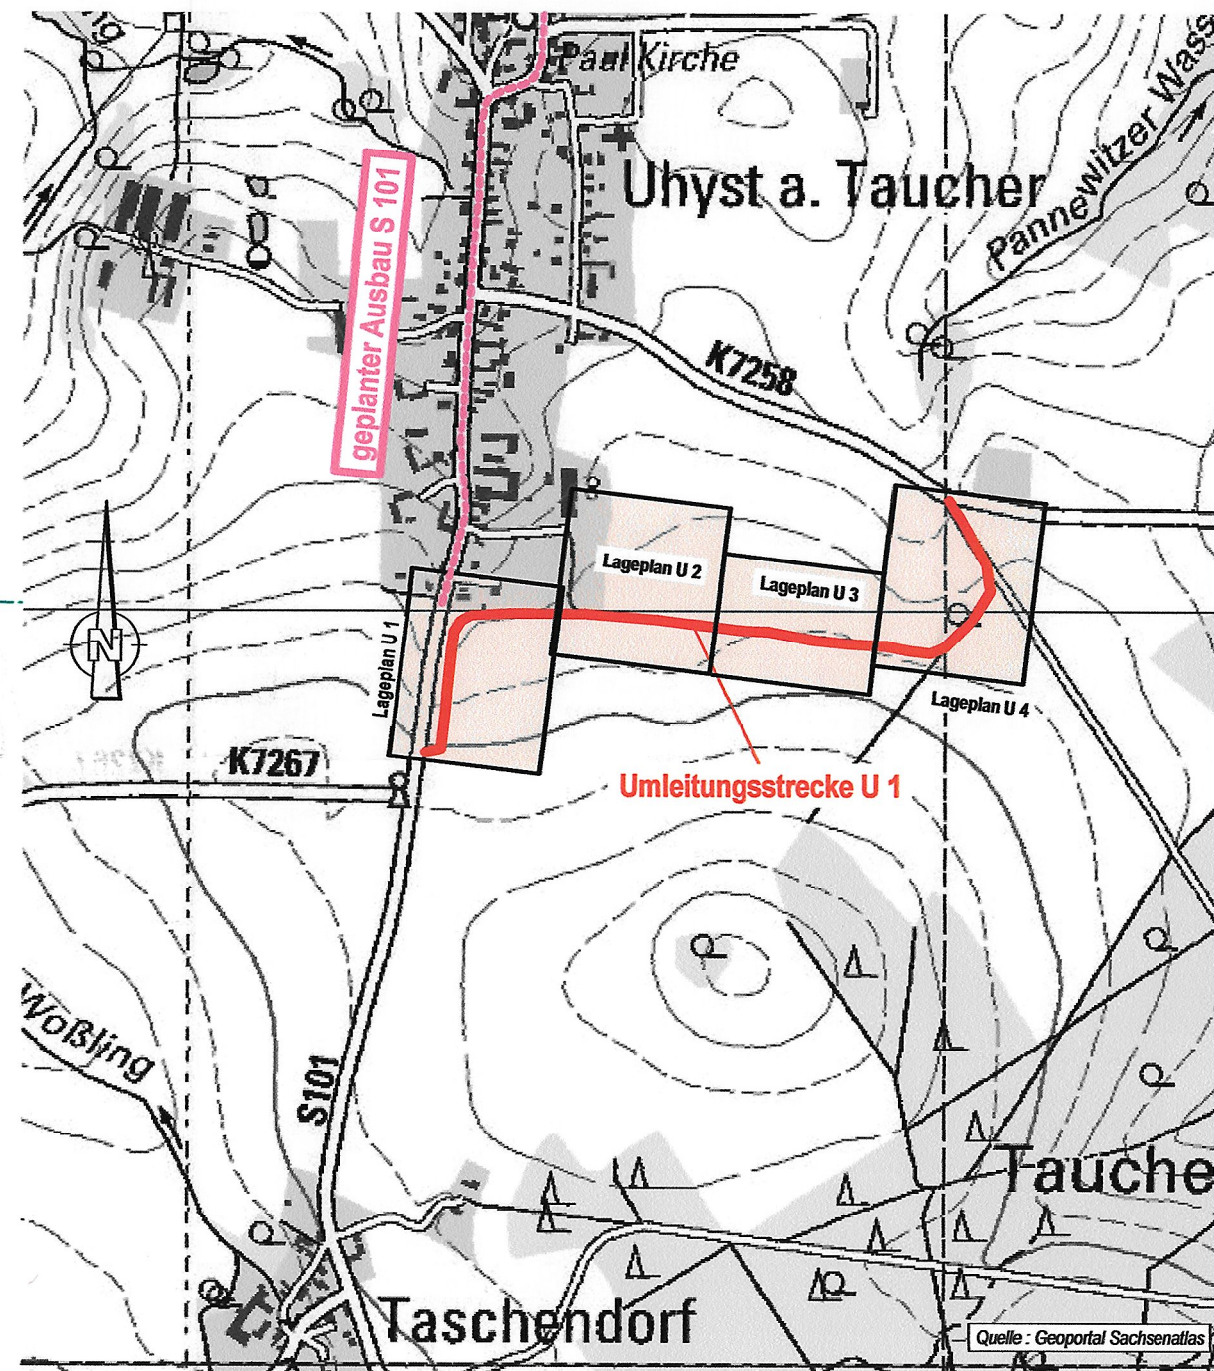 Paul Kirche
Uhyst a. Taucher
Pannewitzer Wass
geplanter Ausbau S 101
K7258
Lageplan U 2
Lageplan U 3
Lageplan U 1
N
Lageplan U 4
K7267
Umleitungsstrecke U 1
Woßling
S101
Tauche
Taschendorf
Quelle : Geoportal Sachsenatlas